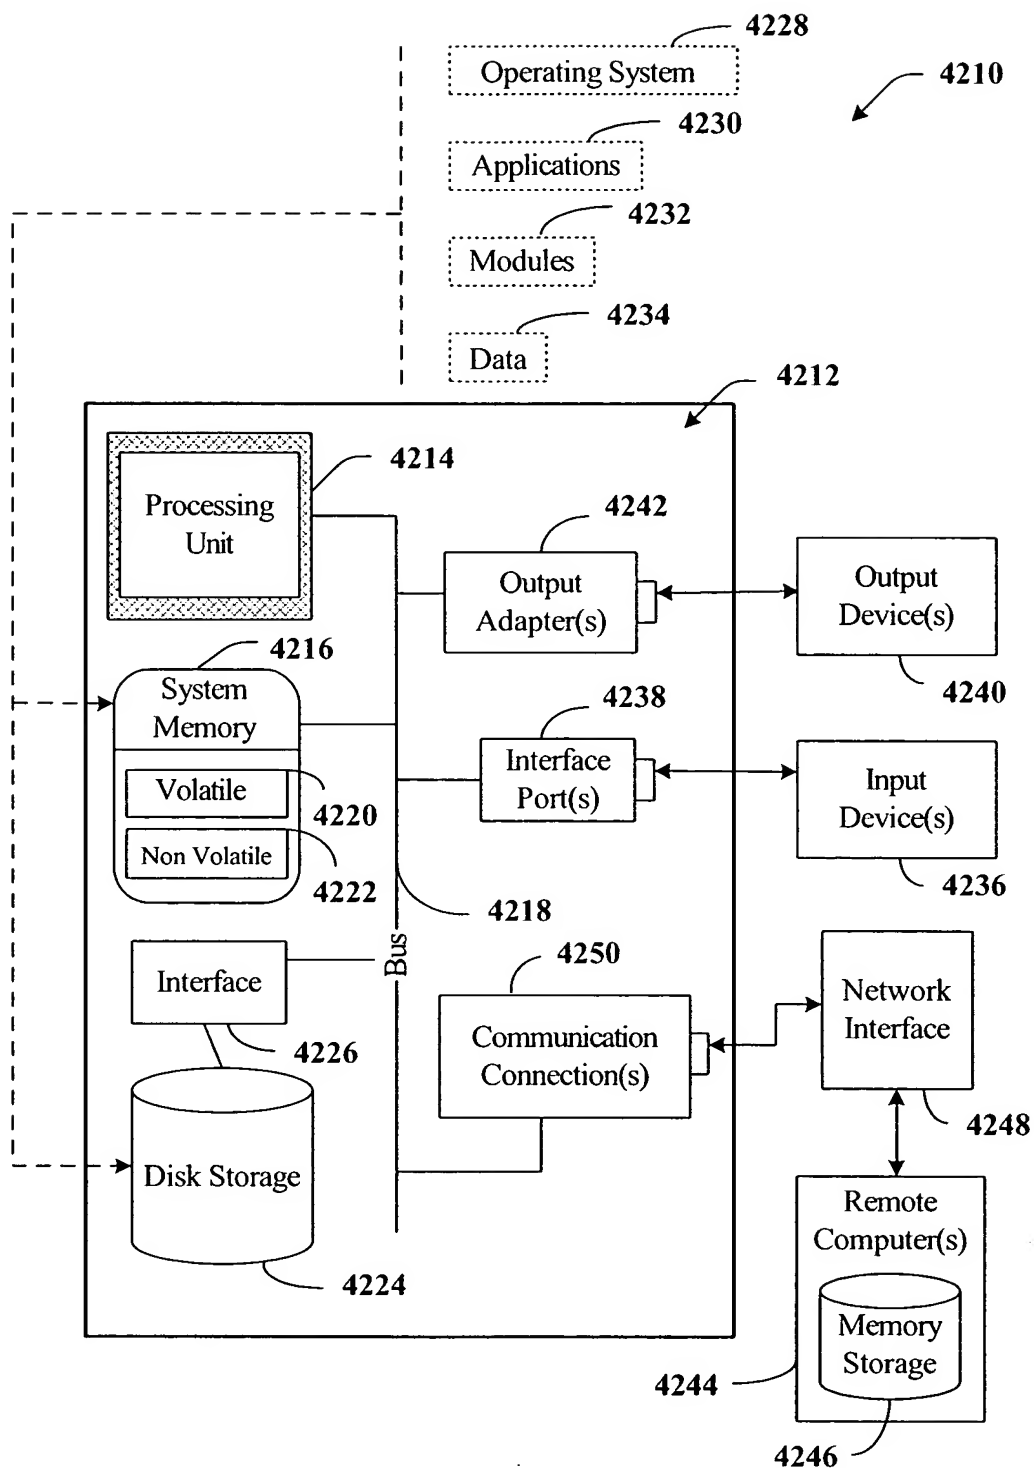 4228
Operating System
4210
4230
Applications
4232
Modules
4234
Data
4212
4214
Processing
Unit
4242
Output
Adapter(s)
Output
Device(s)
4240
4216
System
Memory
Volatile
4220
Non Volatile
4222
4238
Interface
Port(s)
Input
Device(s)
4236
4218
Bus
Interface
4226
4250
Communication
Connection(s)
Network
Interface
4248
Disk Storage
4224
Remote
Computer(s)
Memory
Storage
4244
4246